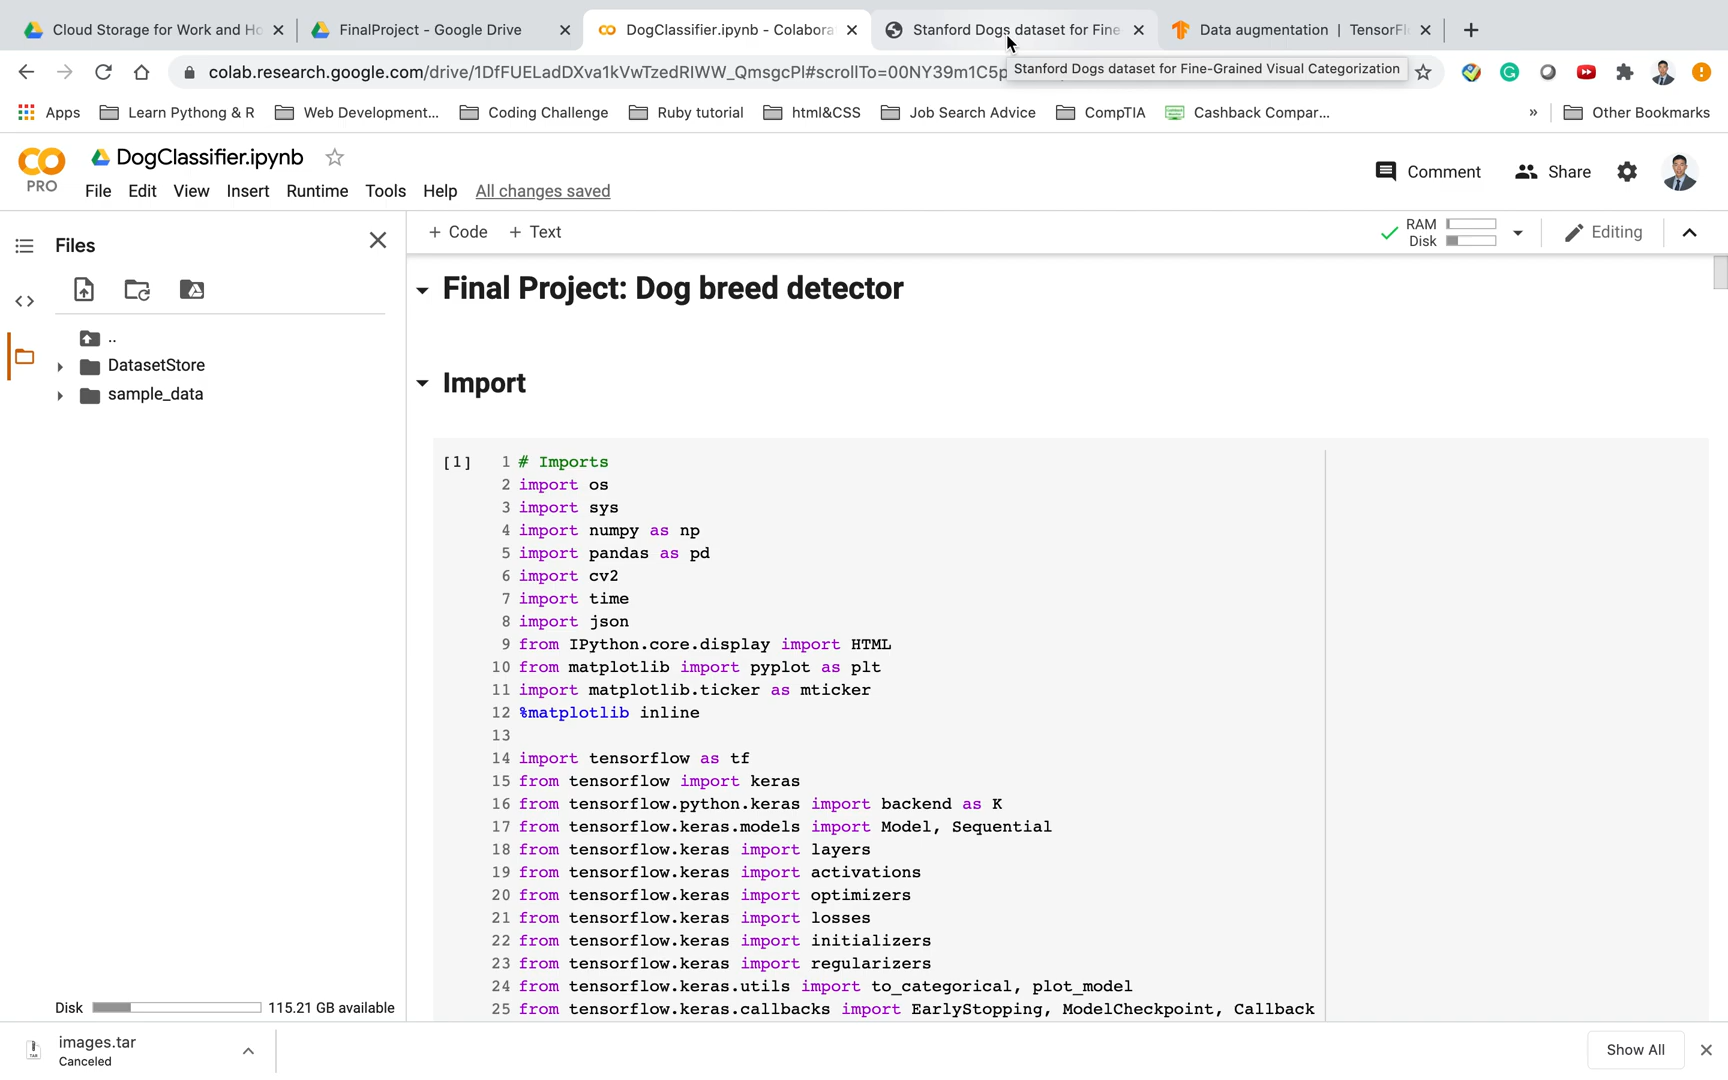 Cloud Storage for Work and Ho
FinalProject - Google Drive
DogClassifier.ipynb - Colabora
Stanford Dogs dataset for Fine
Data augmentation | TensorFl
colab.research.google.com/drive/1DfFUELadDXva1kVwTzedRIWW_QmsgcPl#scrollTo=00NY39m1C5p
Stanford Dogs dataset for Fine-Grained Visual Categorization
Apps
Learn Pythong & R
Web Development...
Coding Challenge
Ruby tutorial
html&CSS
Job Search Advice
CompTIA
Cashback Compar...
»
Other Bookmarks
CO
PRO
DogClassifier.ipynb
File Edit View Insert Runtime Tools Help All changes saved
Comment
Share
Files
+ Code + Text
RAM
Disk
Editing
..
DatasetStore
sample_data
Final Project: Dog breed detector
Import
[1]
1 # Imports
2 import os
3 import sys
4 import numpy as np
5 import pandas as pd
6 import cv2
7 import time
8 import json
9 from IPython.core.display import HTML
10 from matplotlib import pyplot as plt
11 import matplotlib.ticker as mticker
12 %matplotlib inline
13
14 import tensorflow as tf
15 from tensorflow import keras
16 from tensorflow.python.keras import backend as K
17 from tensorflow.keras.models import Model, Sequential
18 from tensorflow.keras import layers
19 from tensorflow.keras import activations
20 from tensorflow.keras import optimizers
21 from tensorflow.keras import losses
22 from tensorflow.keras import initializers
23 from tensorflow.keras import regularizers
24 from tensorflow.keras.utils import to_categorical, plot_model
25 from tensorflow.keras.callbacks import EarlyStopping, ModelCheckpoint, Callback
Disk
115.21 GB available
images.tar
Canceled
Show All